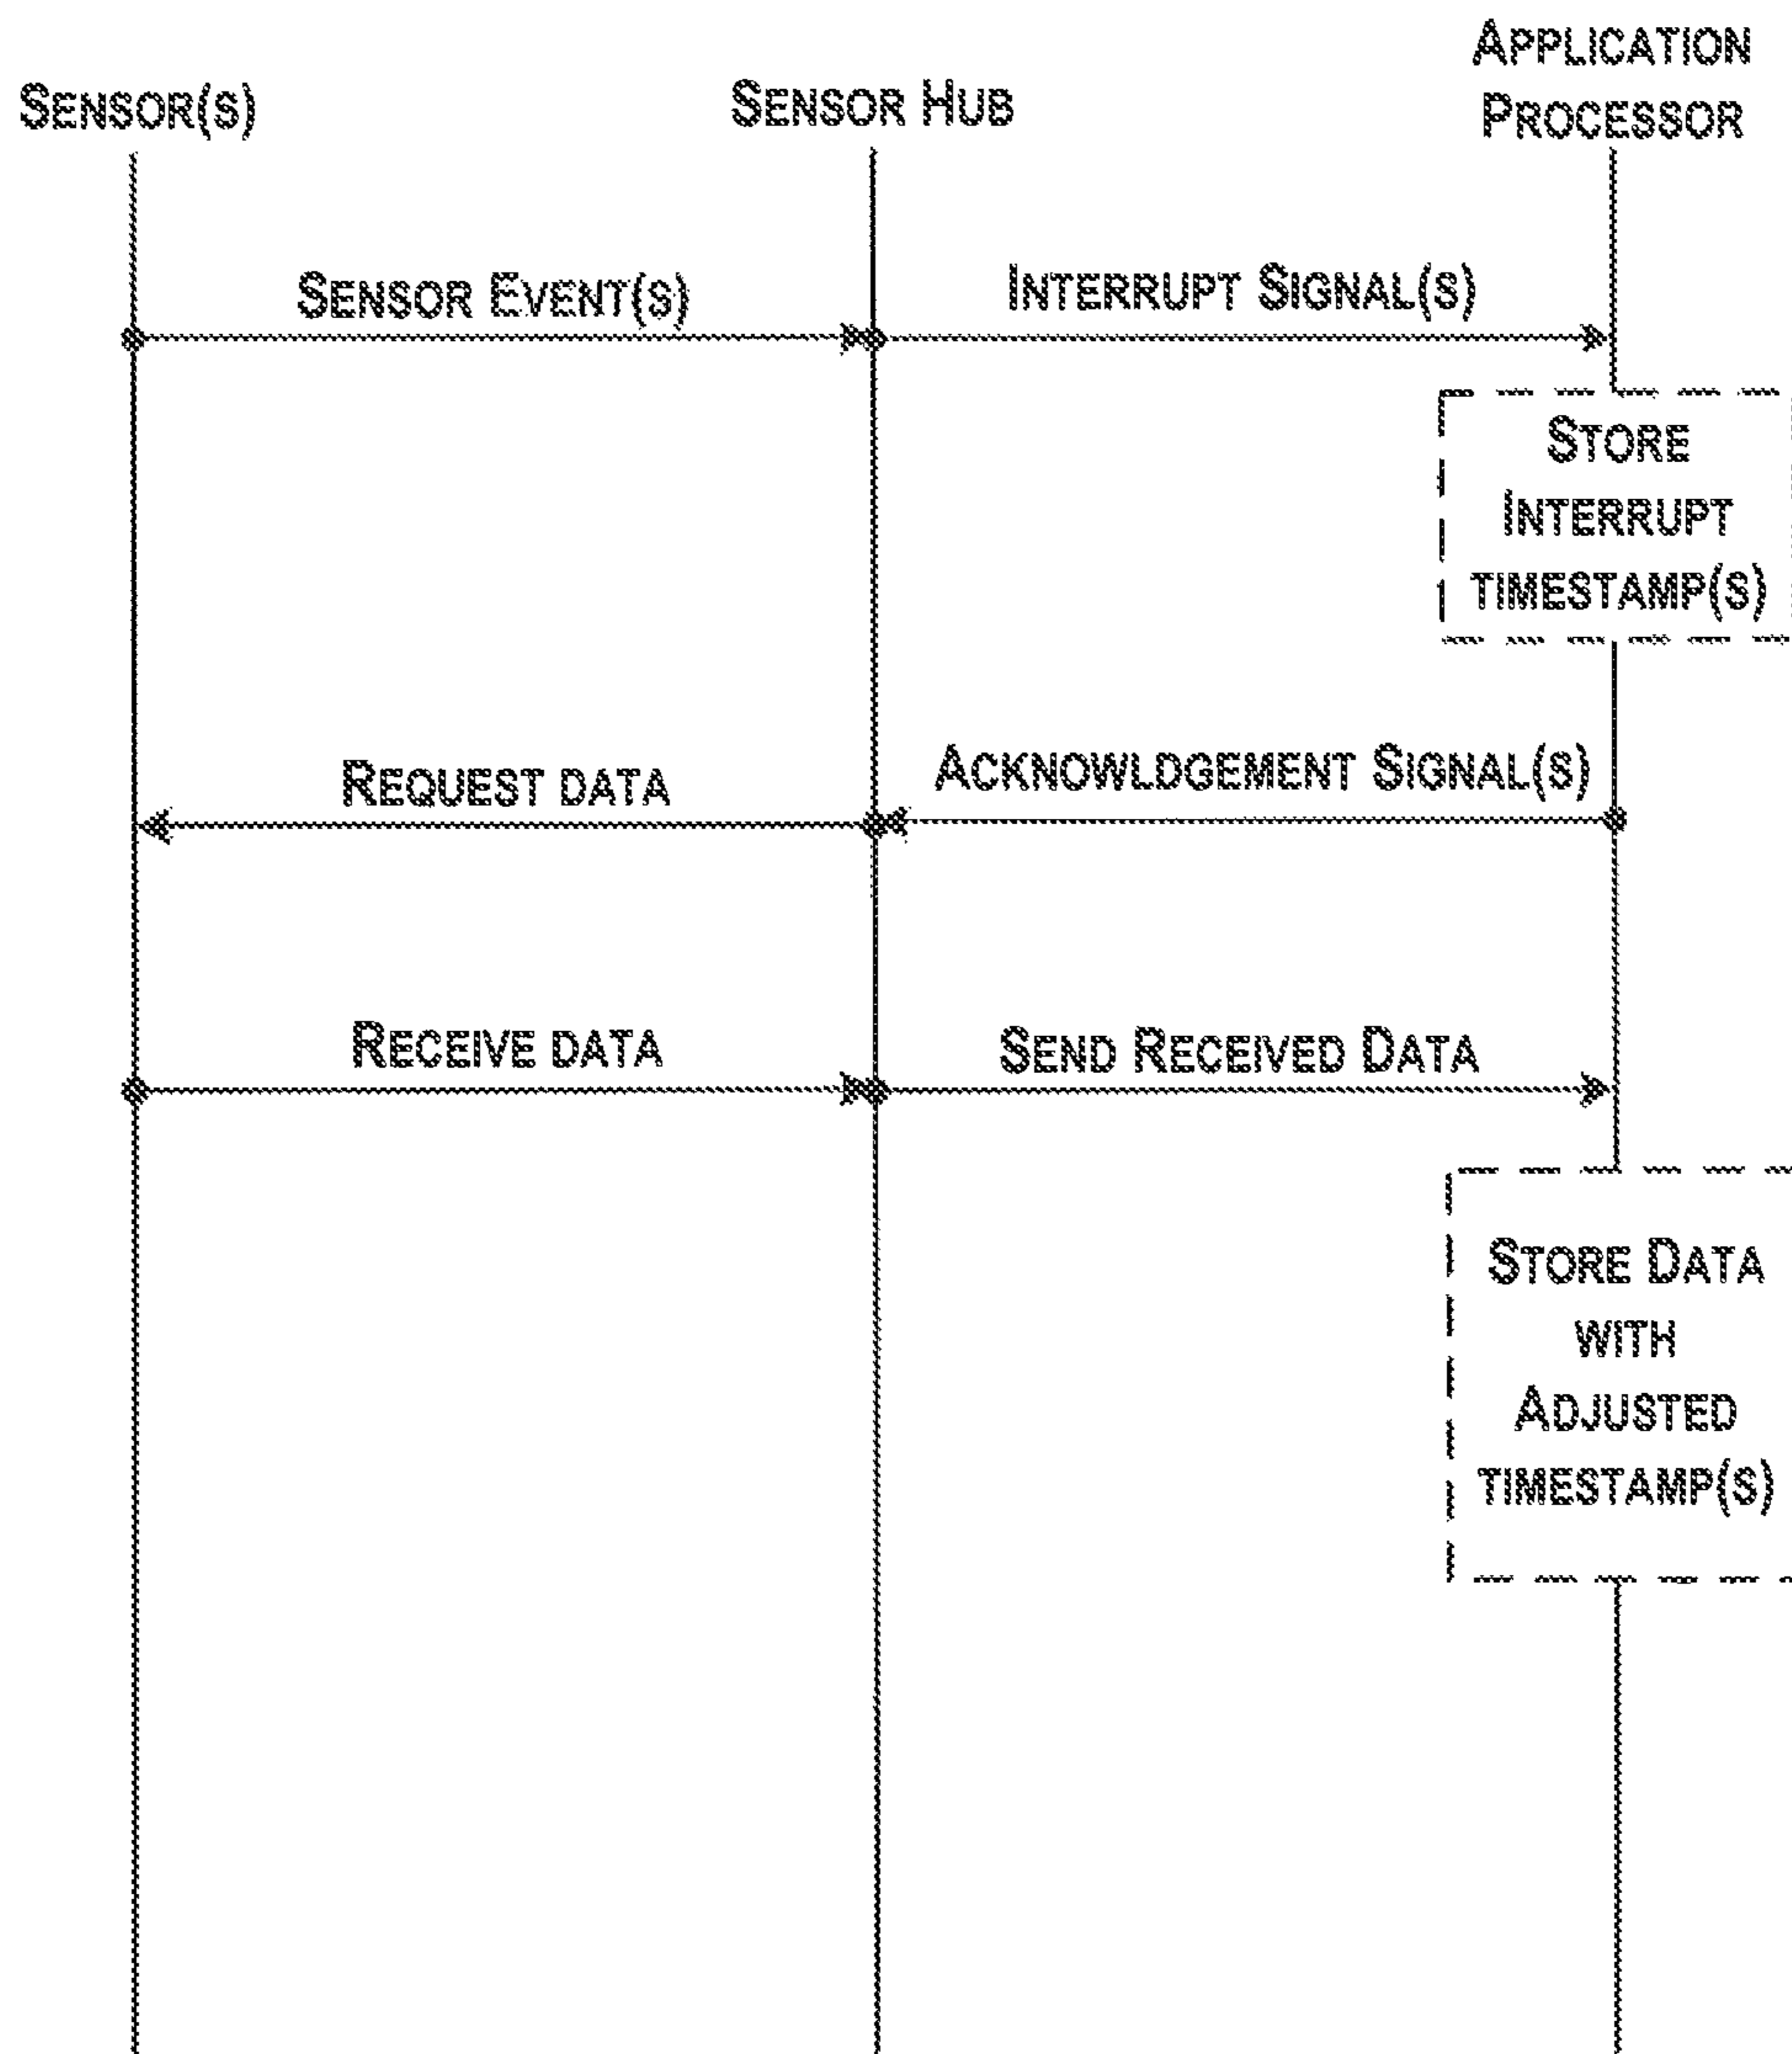 SENSOR(S)
SENSOR HUB
APPLICATION
PROCESSOR
SENSOR EVENT(S)
INTERRUPT SIGNAL(S)
STORE
INTERRUPT
TIMESTAMP(S)
REQUEST DATA
ACKNOWLDGEMENT SIGNAL(S)
RECEIVE DATA
SEND RECEIVED DATA
STORE DATA
WITH
ADJUSTED
TIMESTAMP(S)